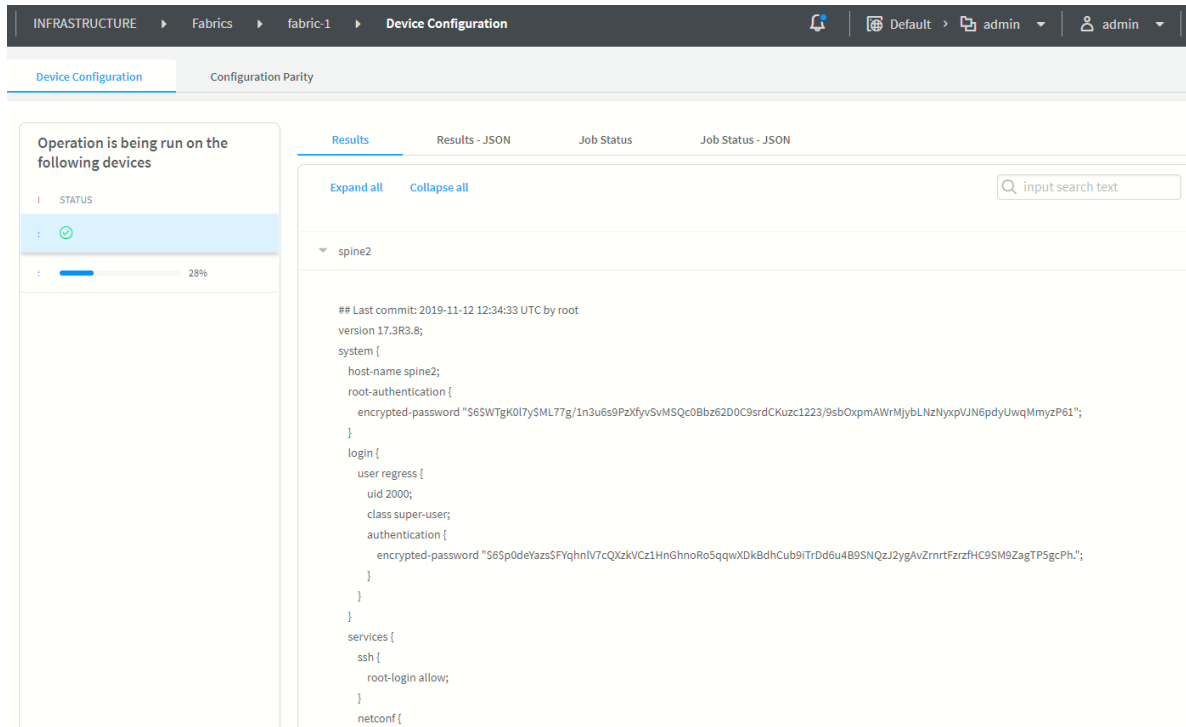 INFRASTRUCTURE Fabrics fabric-1 Device Configuration Default admin admin
Device Configuration Configuration Parity
Operation is being run on the
following devices
STATUS
28%
Results Results - JSON Job Status Job Status - JSON
Expand all Collapse all input search text
spine2
## Last commit: 2019-11-12 12:34:33 UTC by root
version 17.3R3.8;
system {
host-name spine2;
root-authentication {
encrypted-password "$6$WTgK0l7y$ML77g/1n3u6s9PzXfyvSvMSQc0Bbz62D0C9srdCKuzc1223/9sbOxpmAWrMjybLNzNyxpVJN6pdyUwqMmyzP61";
}
login {
user regress {
uid 2000;
class super-user;
authentication {
encrypted-password "$6$p0deYazs$FYqhnlV7cQXzkVCz1HnGhnoRo5qqwXDkBdhCub9iTrDd6u4B9SNQzJ2ygAvZrnrtFzrzfHC9SM9ZagTP5gcPh.";
}
}
}
services {
ssh {
root-login allow;
}
netconf {